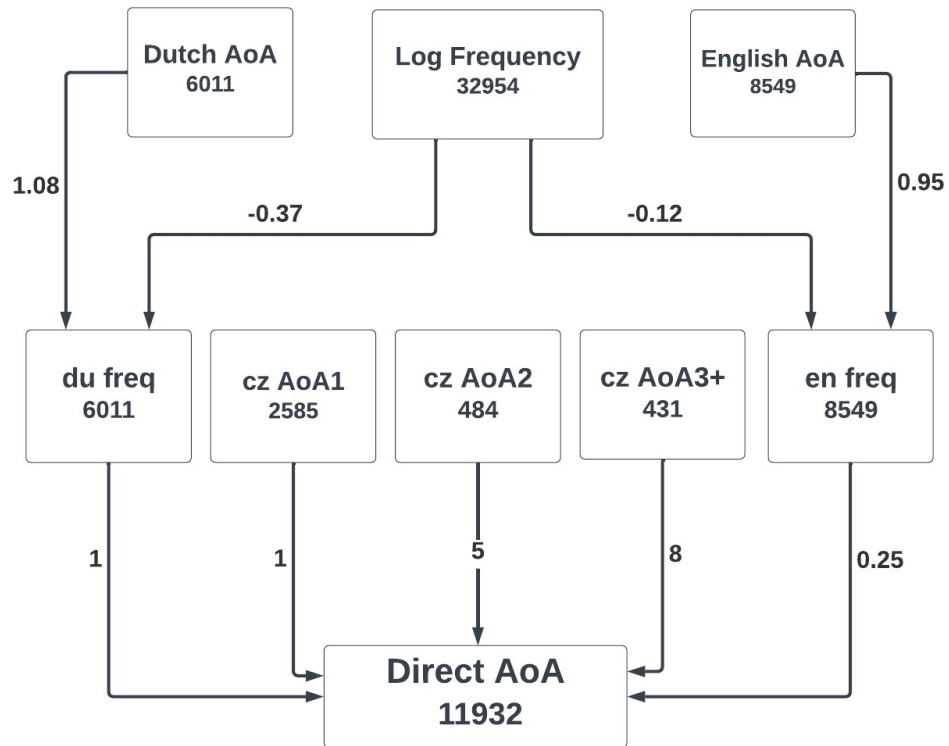 Dutch AoA
6011
Log Frequency
32954
English AoA
8549
1.08
-0.37
-0.12
0.95
du freq
6011
cz AoA1
2585
cz AoA2
484
cz AoA3+
431
en freq
8549
1
1
5
8
0.25
Direct AoA
11932